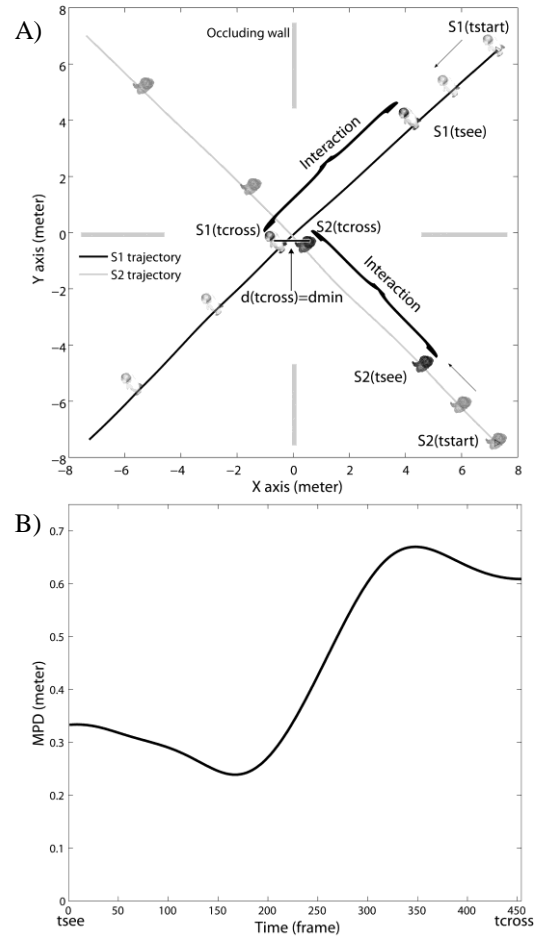 A)
8
6
4
2
0
−2
−4
−6
−8
Y axis (meter)
Occluding wall
S1(tstart)
S1(tsee)
Interaction
S1(tcross)
S2(tcross)
S1 trajectory
S2 trajectory
d(tcross)=dmin
Interaction
S2(tsee)
S2(tstart)
−8 −6 −4 −2 0 2 4 6 8
X axis (meter)
B)
0.7
0.6
0.5
0.4
0.3
0.2
0.1
0
MPD (meter)
0 50 100 150 200 250 300 350 400 450
tsee Time (frame) tcross